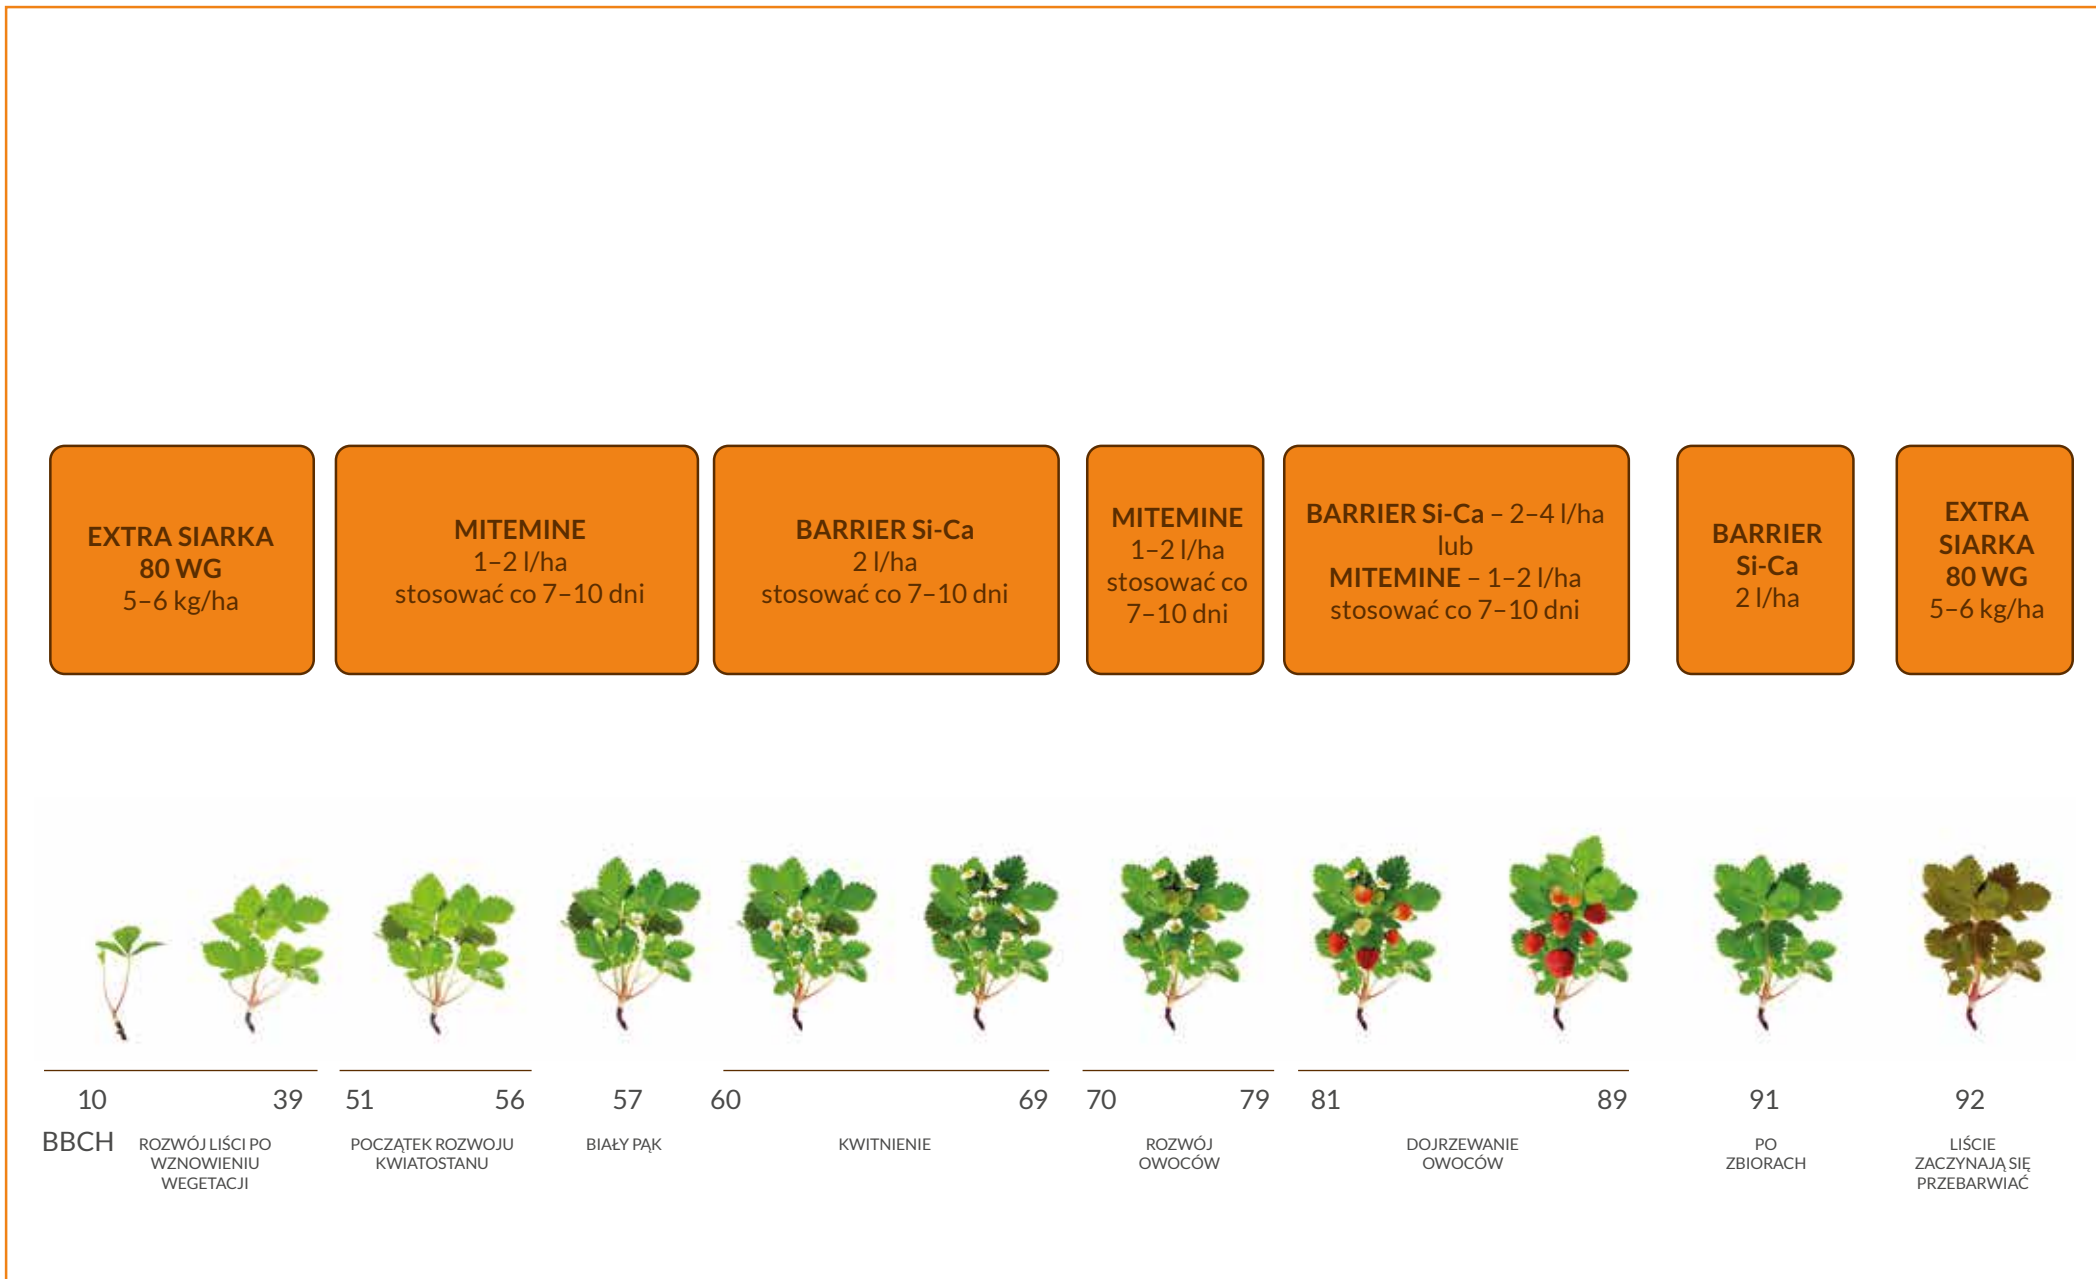 EXTRA SIARKA
80 WG
5–6 kg/ha
MITEMINE
1–2 l/ha
stosować co 7–10 dni
BARRIER Si-Ca
2 l/ha
stosować co 7–10 dni
MITEMINE
1–2 l/ha
stosować co
7–10 dni
BARRIER Si-Ca – 2–4 l/ha
lub
MITEMINE – 1–2 l/ha
stosować co 7–10 dni
BARRIER
Si-Ca
2 l/ha
EXTRA
SIARKA
80 WG
5–6 kg/ha
10 39 51 56 57 60 69 70 79 81 89 91 92
BBCH
ROZWÓJ LIŚCI PO
WZNOWIENIU
WEGETACJI
POCZĄTEK ROZWOJU
KWIATOSTANU
BIAŁY PĄK
KWITNIENIE
ROZWÓJ
OWOCÓW
DOJRZEWANIE
OWOCÓW
PO
ZBIORACH
LIŚCIE
ZACZYNAJĄ SIĘ
PRZEBARWIAĆ